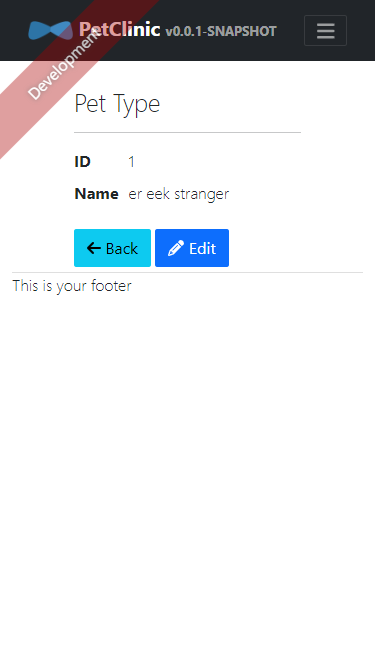 PetClinic v0.0.1-SNAPSHOT
Development
Pet Type
ID 1
Name er eek stranger
Back Edit
This is your footer